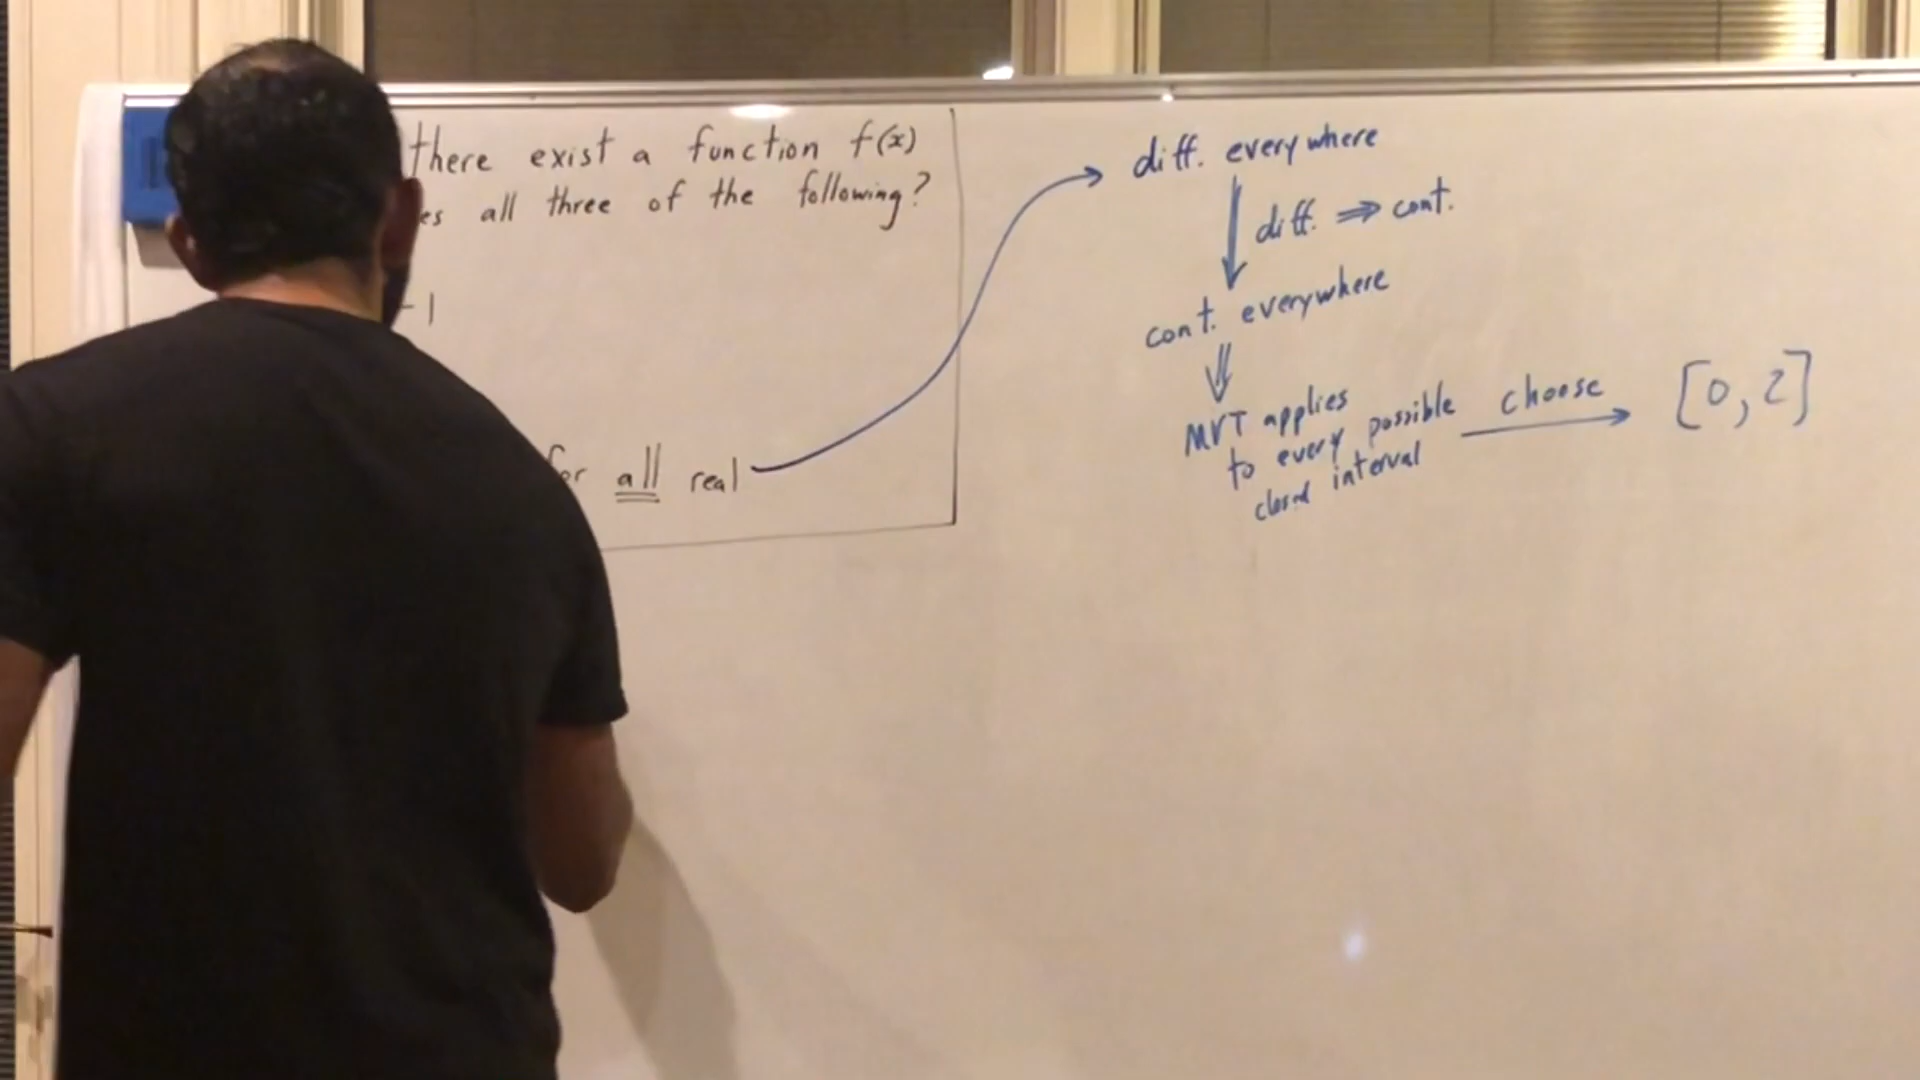 there exist a function f(x)
es all three of the following?
-1
for all real
diff. everywhere
diff. ⇒ cont.
cont. everywhere
MVT applies
to every possible
closed interval
choose
[0,2]